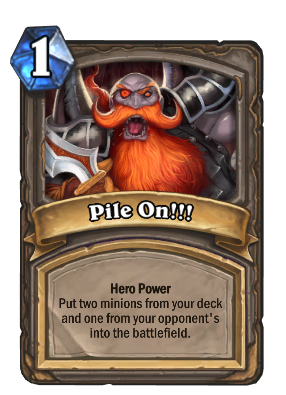 1
Pile On!!!
Hero Power
Put two minions from your deck
and one from your opponent's
into the battlefield.